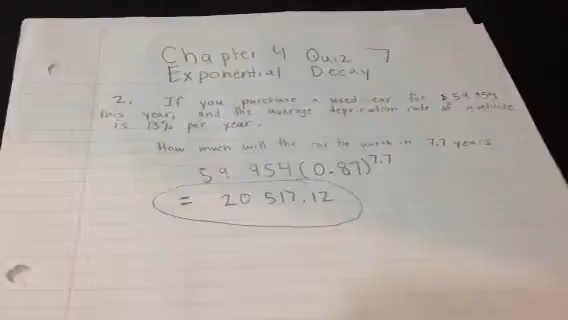 Chapter 4 Quiz 7
Exponential Decay
2. If you purchase a used car for $59 954
this year, and the average deprication rate of a vehicle
is 13% per year.
How much will the car be worth in 7.7 years
59 954(0.87)^7.7
= 20 517.12